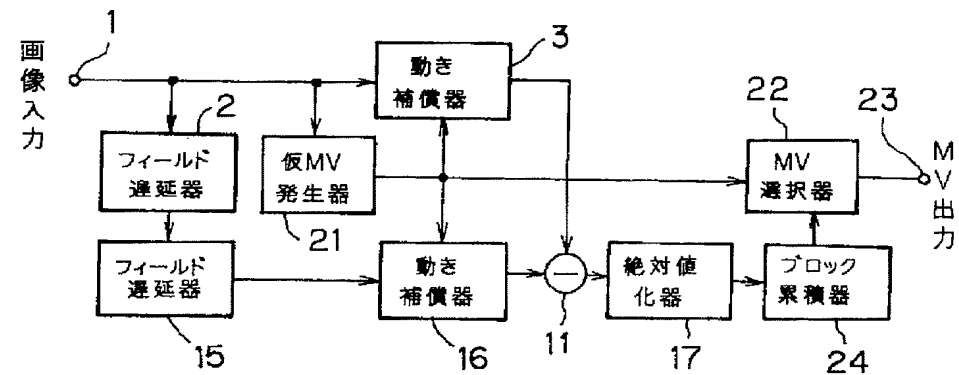 画像入力
1
2
フィールド
遅延器
仮MV
発生器
21
動き
補償器
3
22
MV
選択器
23
MV出力
フィールド
遅延器
15
動き
補償器
16
11
絶対値
化器
17
ブロック
累積器
24